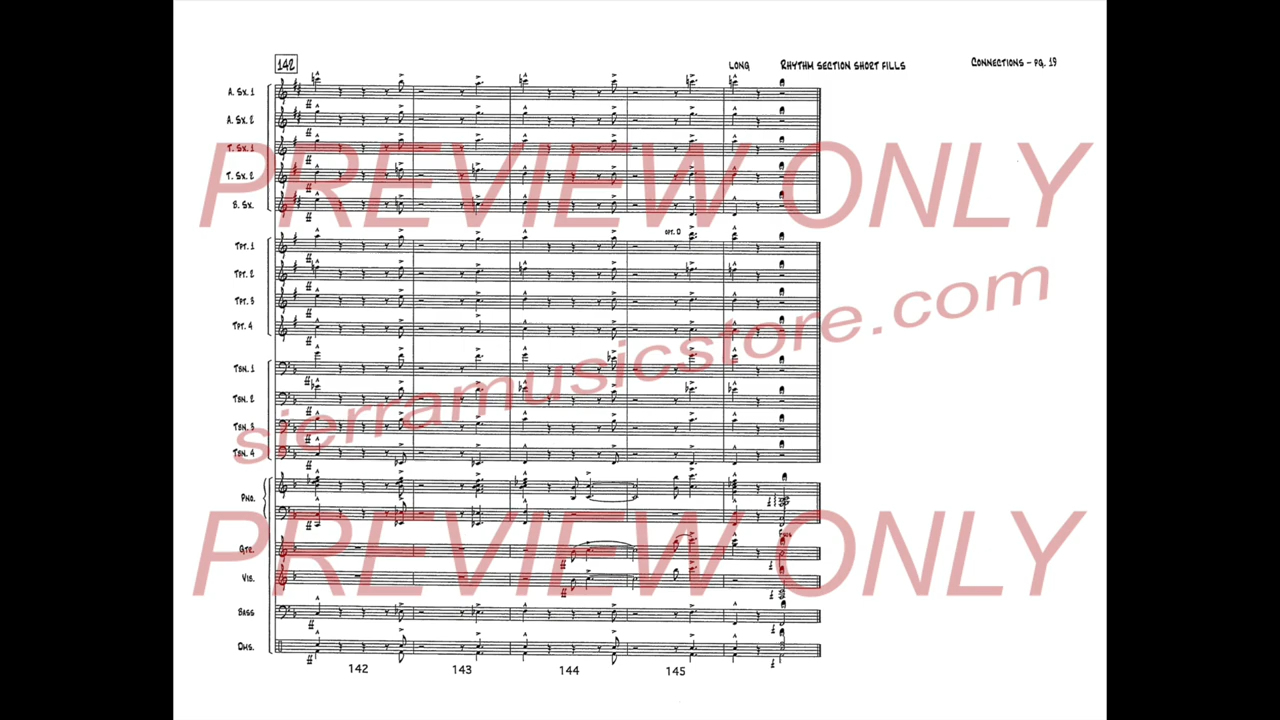 142
LONG RHYTHM SECTION SHORT FILLS CONNECTIONS - PG. 19
A. SX. 1
A. SX. 2
T. SX. 1
T. SX. 2
B. SX.
PREVIEW ONLY
OPT. D
TPT. 1
TPT. 2
TPT. 3
TPT. 4
sierramusicstore.com
TBN. 1
TBN. 2
TBN. 3
TBN. 4
PNO.
PREVIEW ONLY
GTR.
VIS.
BASS
DMS.
142 143 144 145